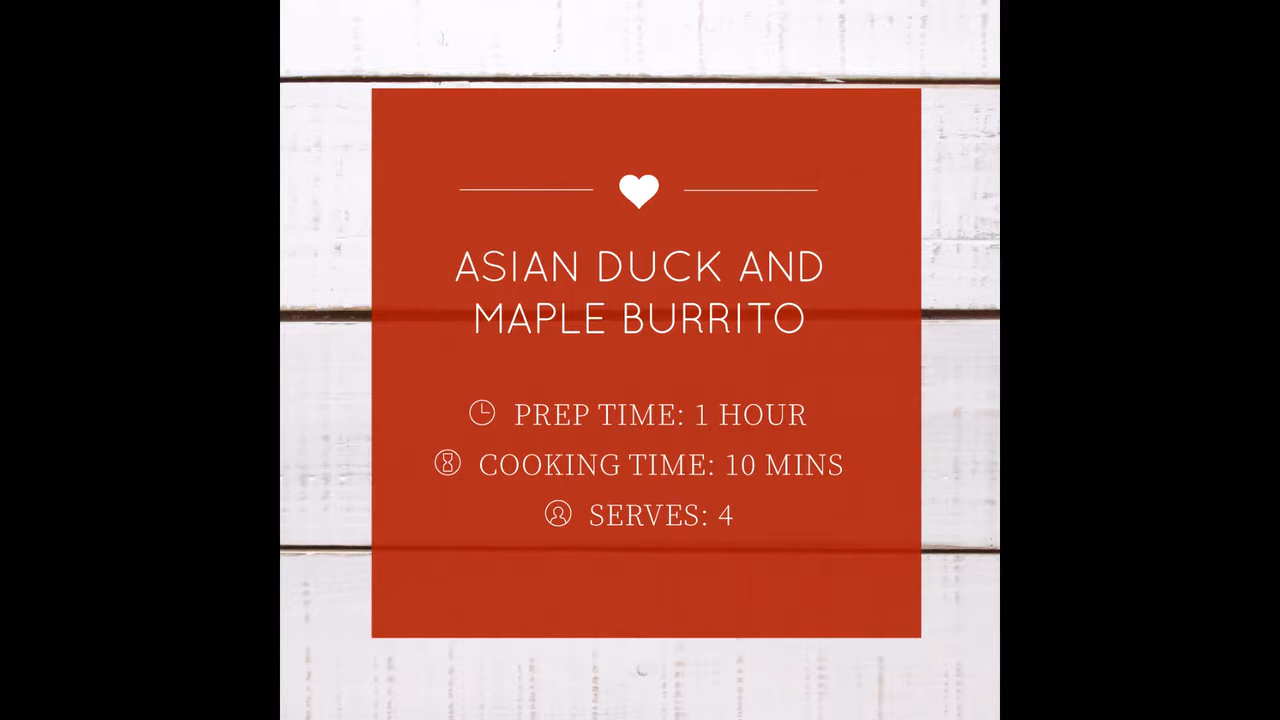 ASIAN DUCK AND
MAPLE BURRITO
PREP TIME: 1 HOUR
COOKING TIME: 10 MINS
SERVES: 4